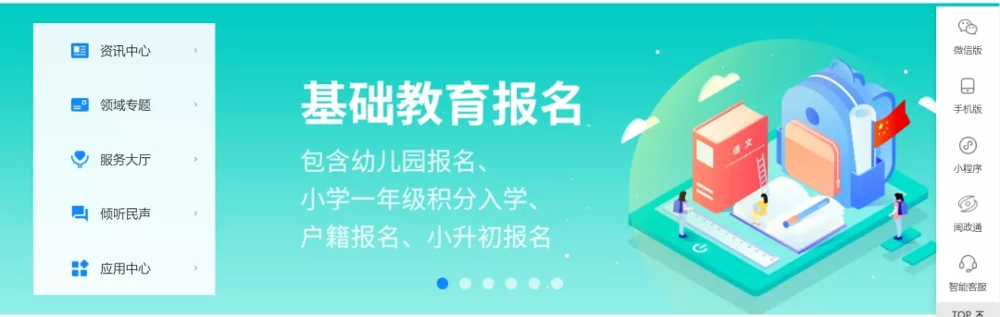 资讯中心
领域专题
服务大厅
倾听民声
应用中心
基础教育报名
包含幼儿园报名、
小学一年级积分入学、
户籍报名、小升初报名
语文
微信版
手机版
小程序
闽政通
智能客服
TOP